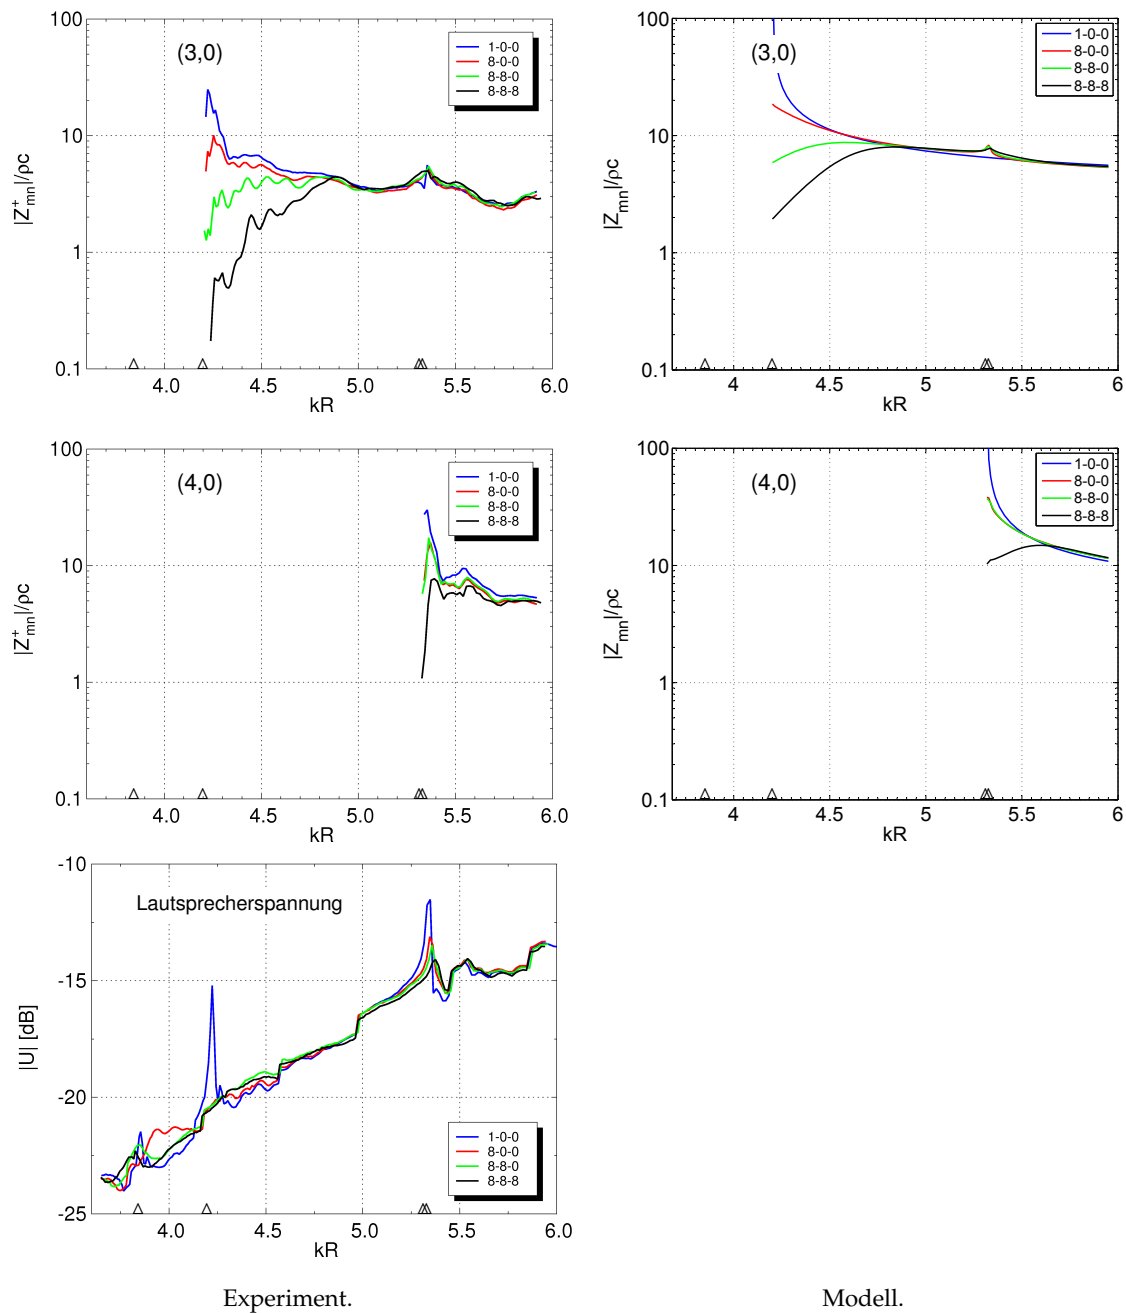 100
10
1
0.1
|Z⁺ₘₙ|/ρc
(3,0)
1-0-0
8-0-0
8-8-0
8-8-8
4.0 4.5 5.0 5.5 6.0
kR
100
10
1
0.1
|Zₘₙ|/ρc
(3,0)
1-0-0
8-0-0
8-8-0
8-8-8
4 4.5 5 5.5 6
kR
100
10
1
0.1
|Z⁺ₘₙ|/ρc
(4,0)
1-0-0
8-0-0
8-8-0
8-8-8
4.0 4.5 5.0 5.5 6.0
kR
100
10
1
0.1
|Zₘₙ|/ρc
(4,0)
1-0-0
8-0-0
8-8-0
8-8-8
4 4.5 5 5.5 6
kR
-10
-15
-20
-25
|U| [dB]
Lautsprecherspannung
1-0-0
8-0-0
8-8-0
8-8-8
4.0 4.5 5.0 5.5 6.0
kR
Experiment.
Modell.